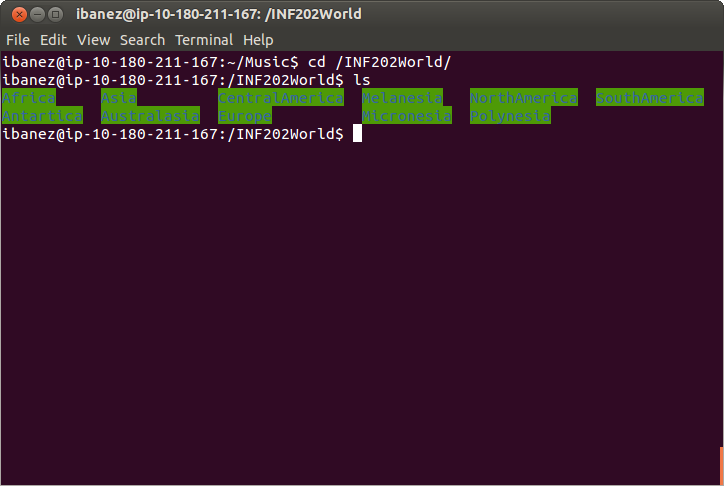 ibanez@ip-10-180-211-167: /INF202World
File Edit View Search Terminal Help
ibanez@ip-10-180-211-167:~/Music$ cd /INF202World/
ibanez@ip-10-180-211-167:/INF202World$ ls
Africa Asia CentralAmerica Melanesia NorthAmerica SouthAmerica
Antartica Australasia Europe Micronesia Polynesia
ibanez@ip-10-180-211-167:/INF202World$